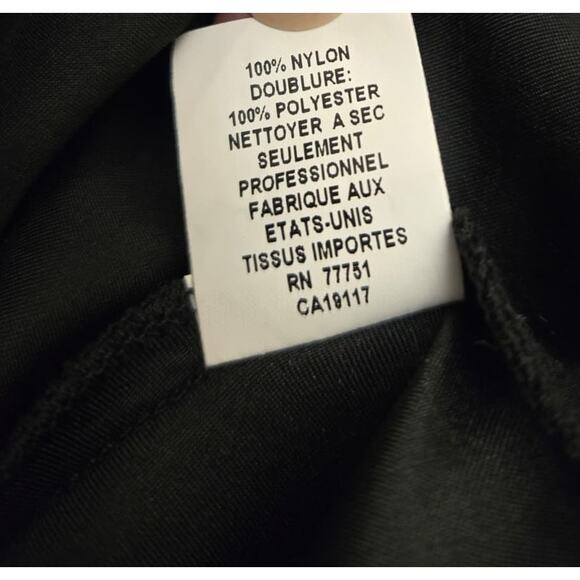 100% NYLON
DOUBLURE:
100% POLYESTER
NETTOYER A SEC
SEULEMENT
PROFESSIONNEL
FABRIQUE AUX
ETATS-UNIS
TISSUS IMPORTES
RN 77751
CA19117